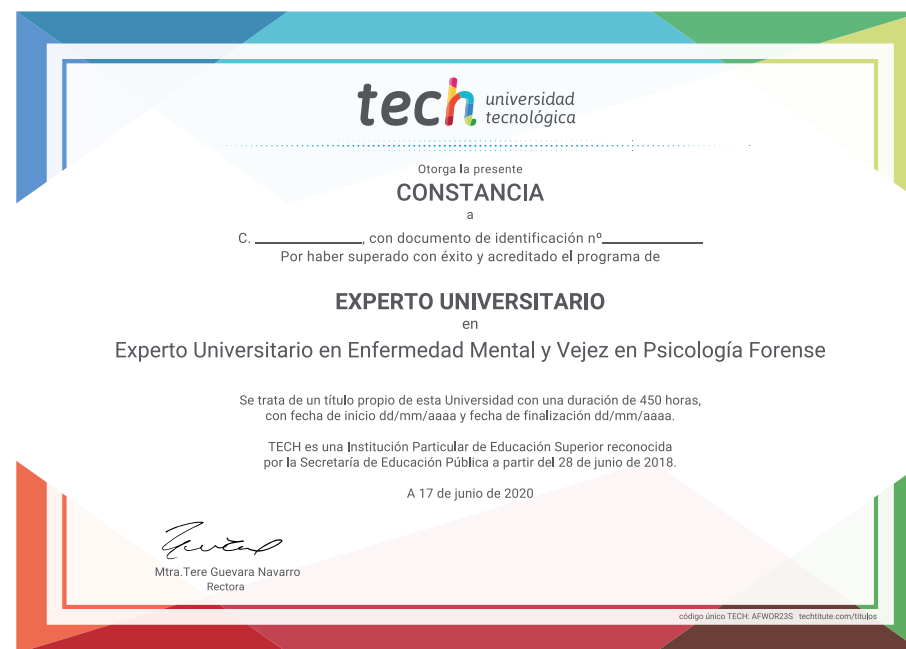 tech universidad
tecnológica
Otorga la presente
CONSTANCIA
a
C. ____________, con documento de identificación nº____________
Por haber superado con éxito y acreditado el programa de
EXPERTO UNIVERSITARIO
en
Experto Universitario en Enfermedad Mental y Vejez en Psicología Forense
Se trata de un título propio de esta Universidad con una duración de 450 horas,
con fecha de inicio dd/mm/aaaa y fecha de finalización dd/mm/aaaa.
TECH es una Institución Particular de Educación Superior reconocida
por la Secretaría de Educación Pública a partir del 28 de junio de 2018.
A 17 de junio de 2020
Mtra.Tere Guevara Navarro
Rectora
código único TECH: AFWOR23S techtitute.com/titulos